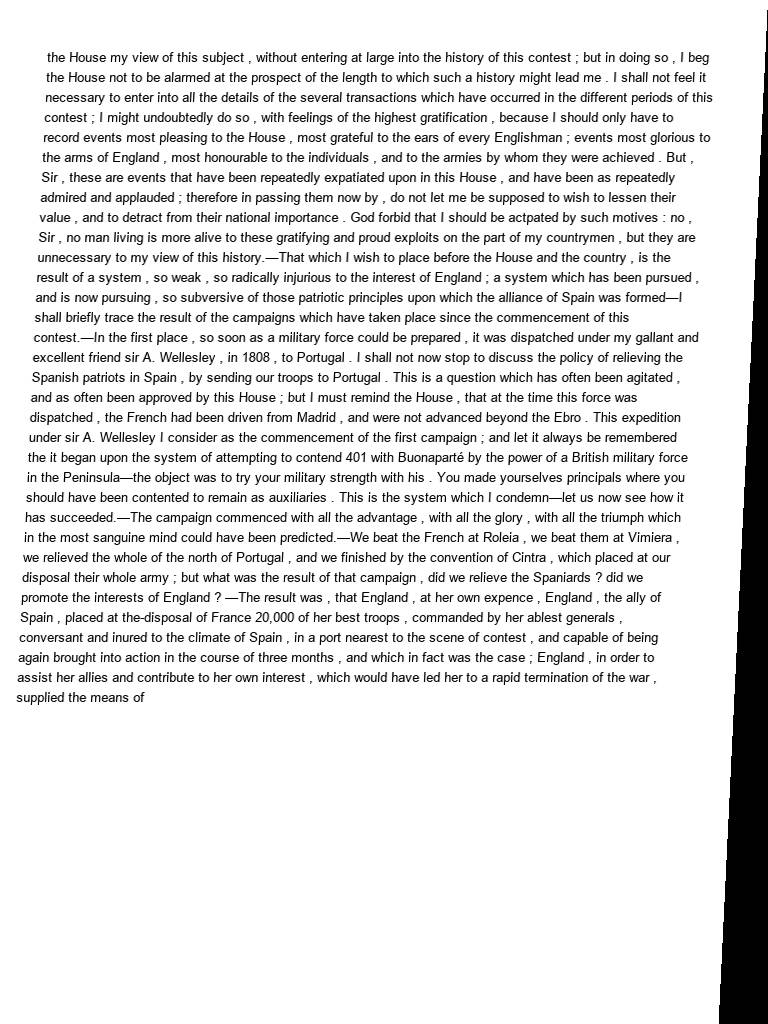 the House my view of this subject , without entering at large into the history of this contest ; but in doing so , I beg
the House not to be alarmed at the prospect of the length to which such a history might lead me . I shall not feel it
necessary to enter into all the details of the several transactions which have occurred in the different periods of this
contest ; I might undoubtedly do so , with feelings of the highest gratification , because I should only have to
record events most pleasing to the House , most grateful to the ears of every Englishman ; events most glorious to
the arms of England , most honourable to the individuals , and to the armies by whom they were achieved . But ,
Sir , these are events that have been repeatedly expatiated upon in this House , and have been as repeatedly
admired and applauded ; therefore in passing them now by , do not let me be supposed to wish to lessen their
value , and to detract from their national importance . God forbid that I should be actpated by such motives : no ,
Sir , no man living is more alive to these gratifying and proud exploits on the part of my countrymen , but they are
unnecessary to my view of this history.—That which I wish to place before the House and the country , is the
result of a system , so weak , so radically injurious to the interest of England ; a system which has been pursued ,
and is now pursuing , so subversive of those patriotic principles upon which the alliance of Spain was formed—I
shall briefly trace the result of the campaigns which have taken place since the commencement of this
contest.—In the first place , so soon as a military force could be prepared , it was dispatched under my gallant and
excellent friend sir A. Wellesley , in 1808 , to Portugal . I shall not now stop to discuss the policy of relieving the
Spanish patriots in Spain , by sending our troops to Portugal . This is a question which has often been agitated ,
and as often been approved by this House ; but I must remind the House , that at the time this force was
dispatched , the French had been driven from Madrid , and were not advanced beyond the Ebro . This expedition
under sir A. Wellesley I consider as the commencement of the first campaign ; and let it always be remembered
the it began upon the system of attempting to contend 401 with Buonaparté by the power of a British military force
in the Peninsula—the object was to try your military strength with his . You made yourselves principals where you
should have been contented to remain as auxiliaries . This is the system which I condemn—let us now see how it
has succeeded.—The campaign commenced with all the advantage , with all the glory , with all the triumph which
in the most sanguine mind could have been predicted.—We beat the French at Roleia , we beat them at Vimiera ,
we relieved the whole of the north of Portugal , and we finished by the convention of Cintra , which placed at our
disposal their whole army ; but what was the result of that campaign , did we relieve the Spaniards ? did we
promote the interests of England ? —The result was , that England , at her own expence , England , the ally of
Spain , placed at the-disposal of France 20,000 of her best troops , commanded by her ablest generals ,
conversant and inured to the climate of Spain , in a port nearest to the scene of contest , and capable of being
again brought into action in the course of three months , and which in fact was the case ; England , in order to
assist her allies and contribute to her own interest , which would have led her to a rapid termination of the war ,
supplied the means of